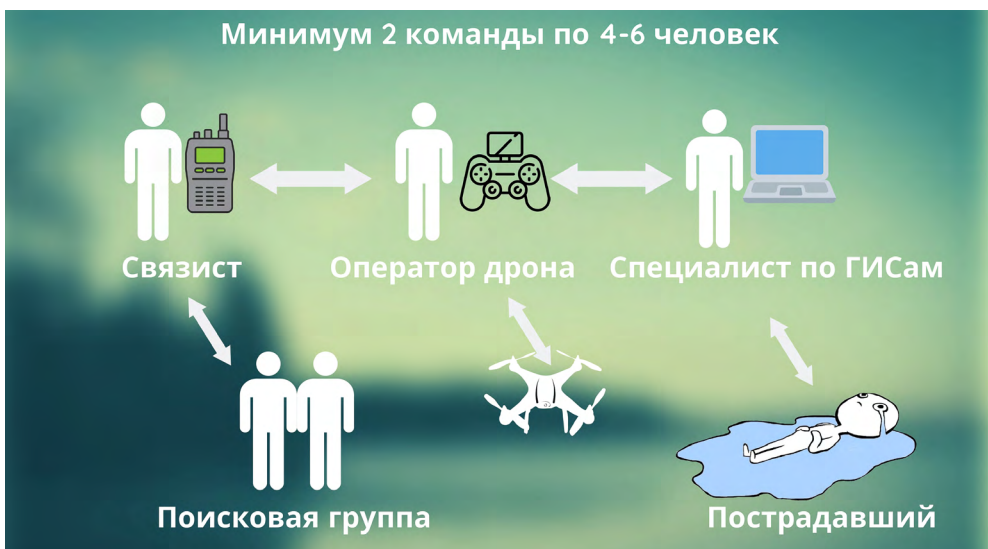 Минимум 2 команды по 4-6 человек
Связист
Оператор дрона
Специалист по ГИСам
Поисковая группа
Пострадавший